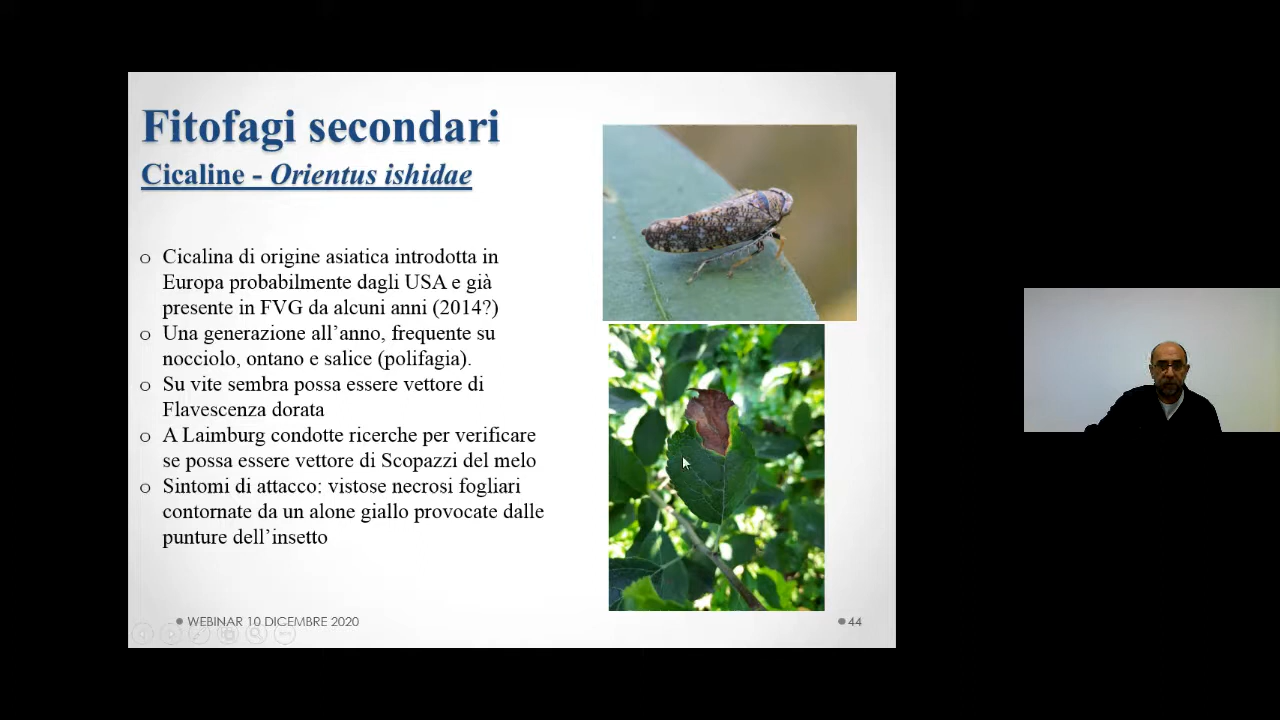 Fitofagi secondari
Cicaline - Orientus ishidae
o Cicalina di origine asiatica introdotta in
Europa probabilmente dagli USA e già
presente in FVG da alcuni anni (2014?)
o Una generazione all’anno, frequente su
nocciolo, ontano e salice (polifagia).
o Su vite sembra possa essere vettore di
Flavescenza dorata
o A Laimburg condotte ricerche per verificare
se possa essere vettore di Scopazzi del melo
o Sintomi di attacco: vistose necrosi fogliari
contornate da un alone giallo provocate dalle
punture dell’insetto
● WEBINAR 10 DICEMBRE 2020
● 44